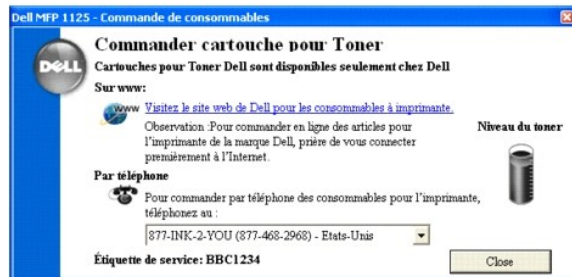 Dell MFP 1125 - Commande de consommables
DELL
Commander cartouche pour Toner
Cartouches pour Toner Dell sont disponibles seulement chez Dell
Sur www:
www
Visitez le site web de Dell pour les consommables à imprimante.
Observation :Pour commander en ligne des articles pour
l'imprimante de la marque Dell, prière de vous connecter
premièrement à l'Internet.
Niveau du toner
Par téléphone
Pour commander par téléphone des consommables pour l'imprimante,
téléphonez au :
877-INK-2-YOU (877-468-2968) - Etats-Unis
Étiquette de service: BBC1234
Close